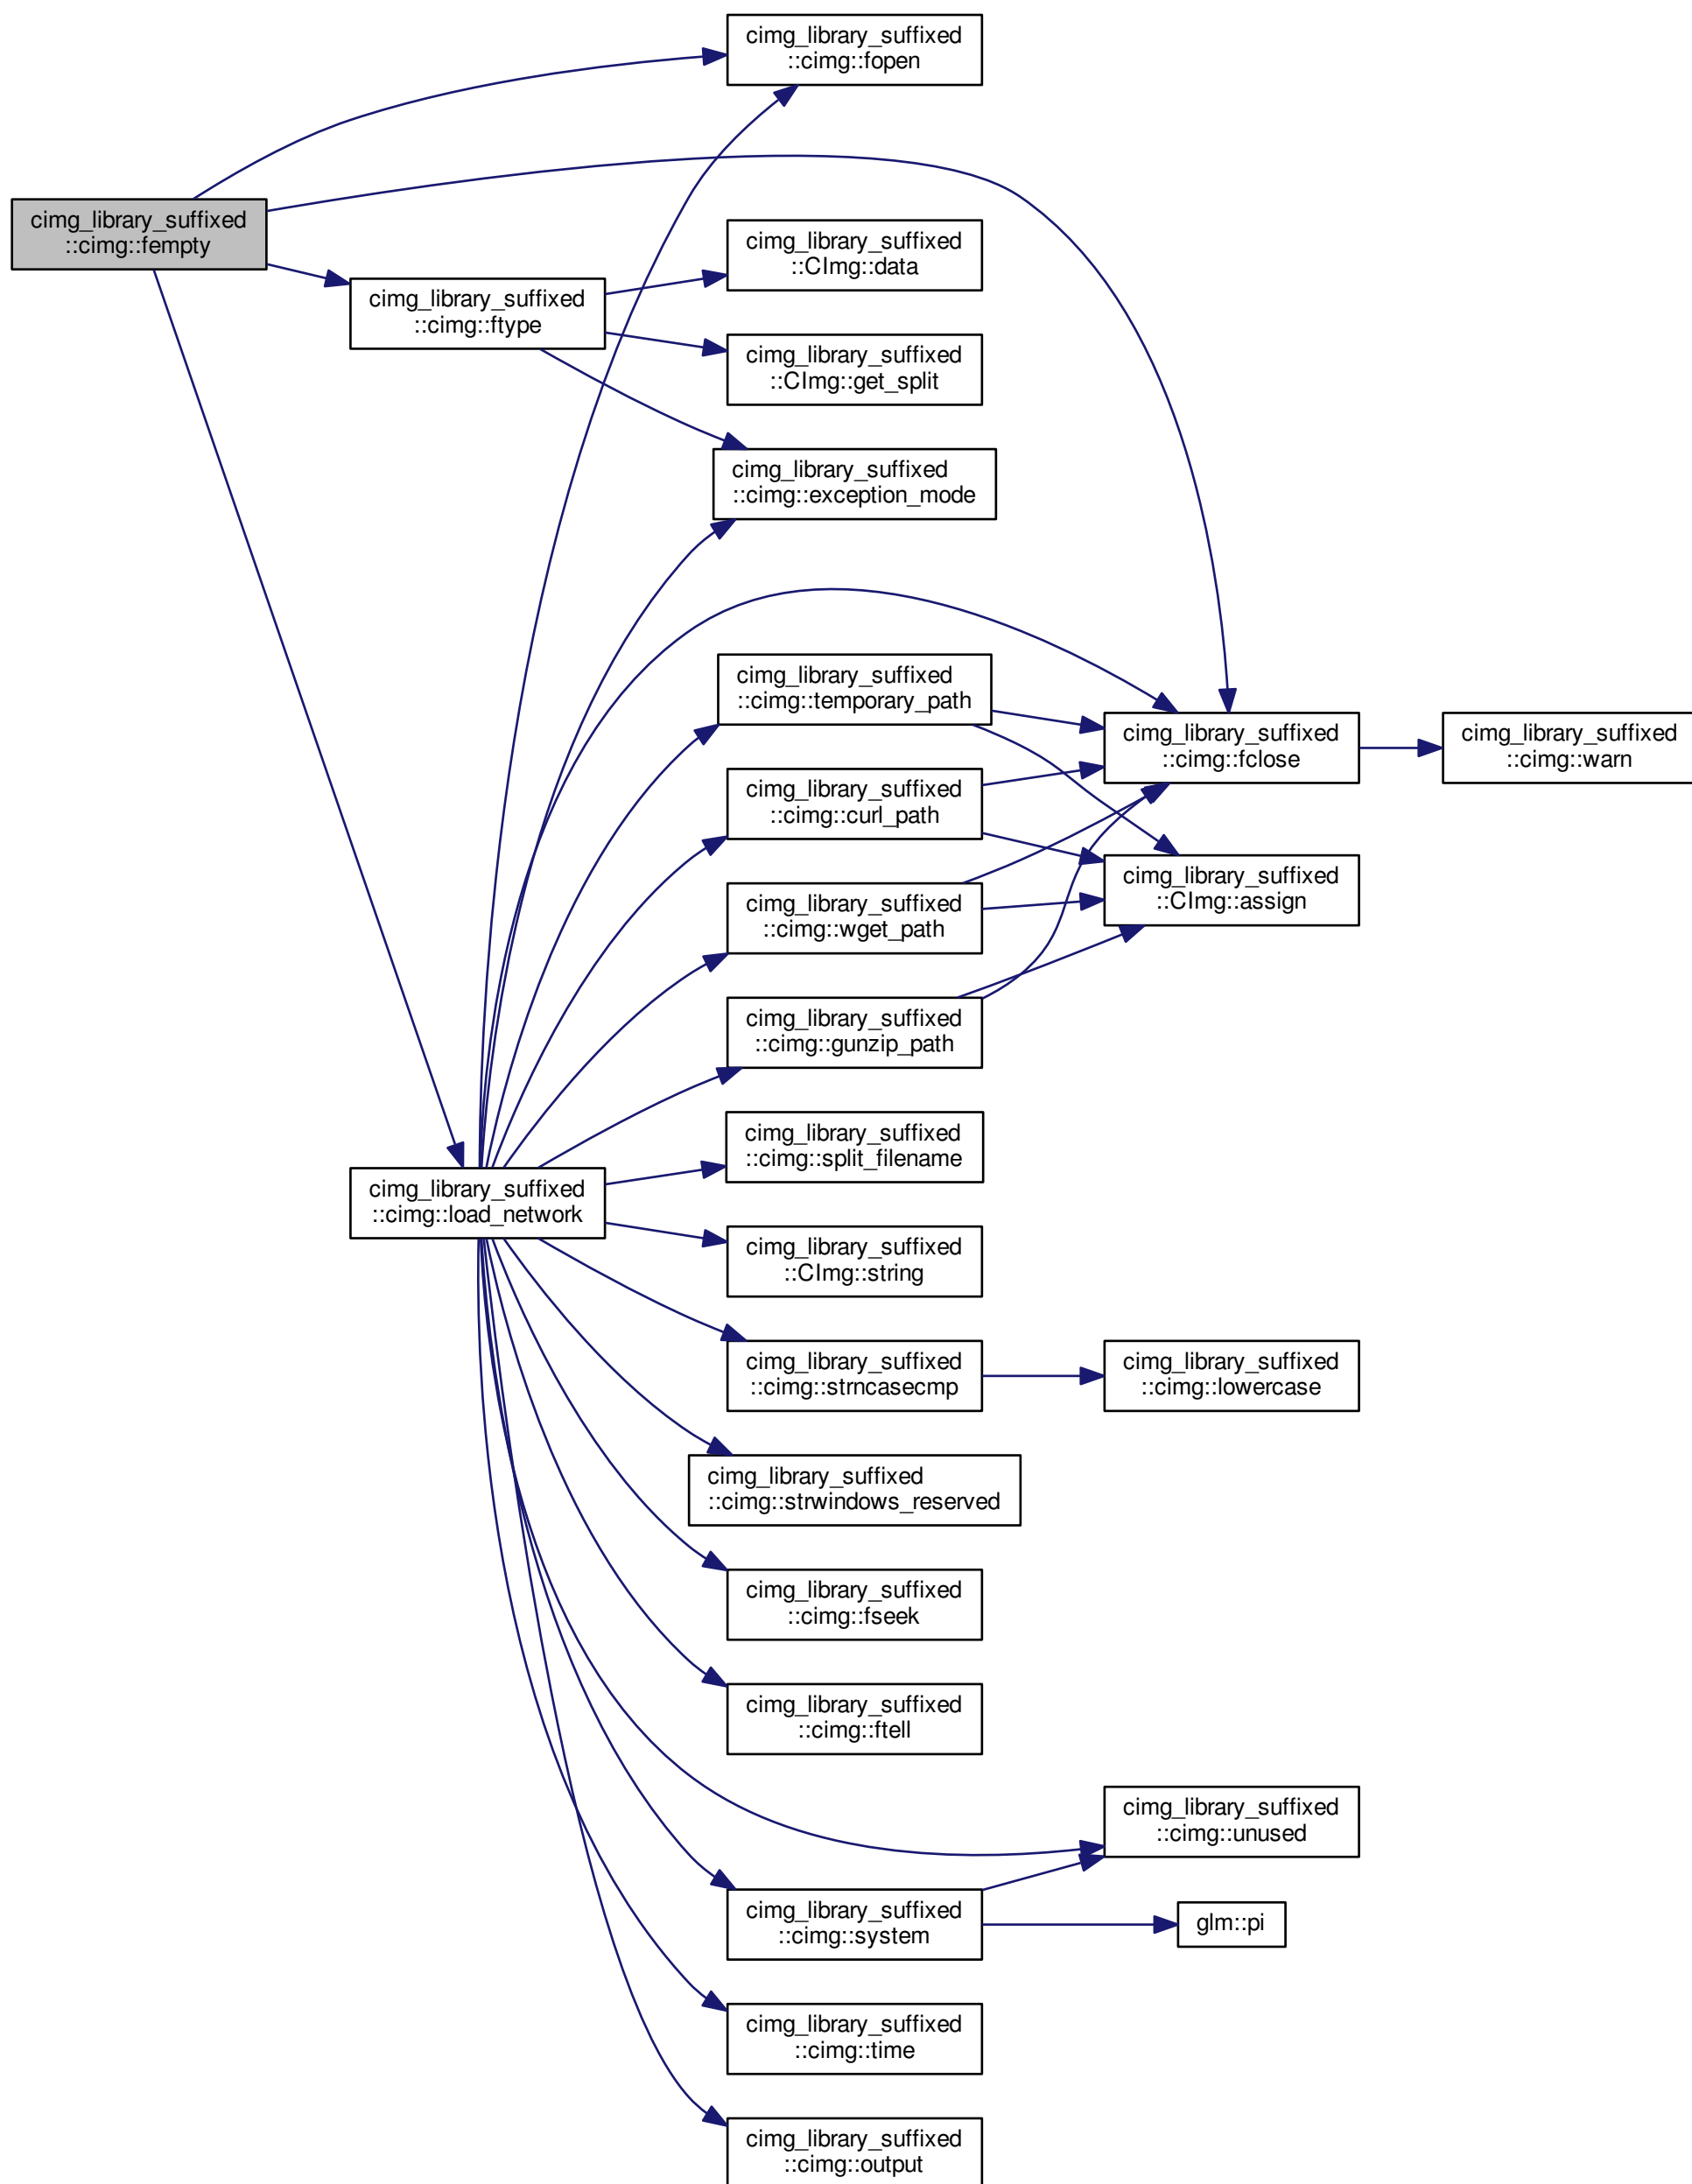 cimg_library_suffixed
::cimg::fopen
cimg_library_suffixed
::cimg::fempty
cimg_library_suffixed
::CImg::data
cimg_library_suffixed
::cimg::ftype
cimg_library_suffixed
::CImg::get_split
cimg_library_suffixed
::cimg::exception_mode
cimg_library_suffixed
::cimg::temporary_path
cimg_library_suffixed
::cimg::fclose
cimg_library_suffixed
::cimg::warn
cimg_library_suffixed
::cimg::curl_path
cimg_library_suffixed
::CImg::assign
cimg_library_suffixed
::cimg::wget_path
cimg_library_suffixed
::cimg::gunzip_path
cimg_library_suffixed
::cimg::split_filename
cimg_library_suffixed
::cimg::load_network
cimg_library_suffixed
::CImg::string
cimg_library_suffixed
::cimg::strncasecmp
cimg_library_suffixed
::cimg::lowercase
cimg_library_suffixed
::cimg::strwindows_reserved
cimg_library_suffixed
::cimg::fseek
cimg_library_suffixed
::cimg::ftell
cimg_library_suffixed
::cimg::unused
cimg_library_suffixed
::cimg::system
glm::pi
cimg_library_suffixed
::cimg::time
cimg_library_suffixed
::cimg::output